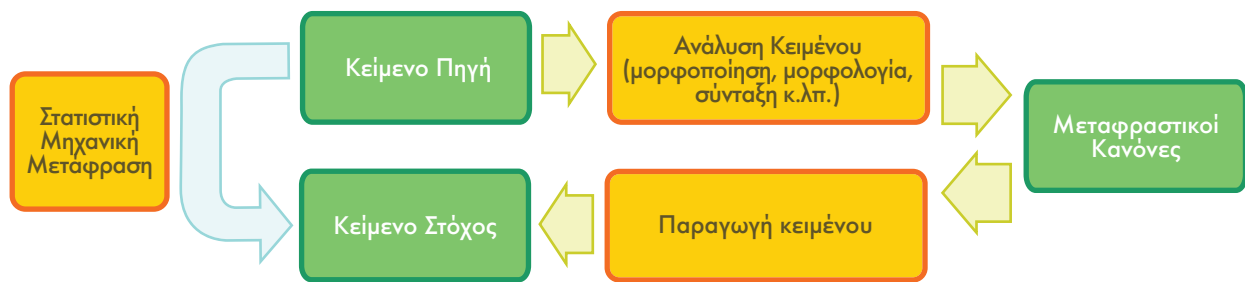 Στατιστική
Μηχανική
Μετάφραση
Κείμενο Πηγή
Ανάλυση Κειμένου
(μορφοποίηση, μορφολογία,
σύνταξη κ.λπ.)
Μεταφραστικοί
Κανόνες
Παραγωγή κειμένου
Κείμενο Στόχος